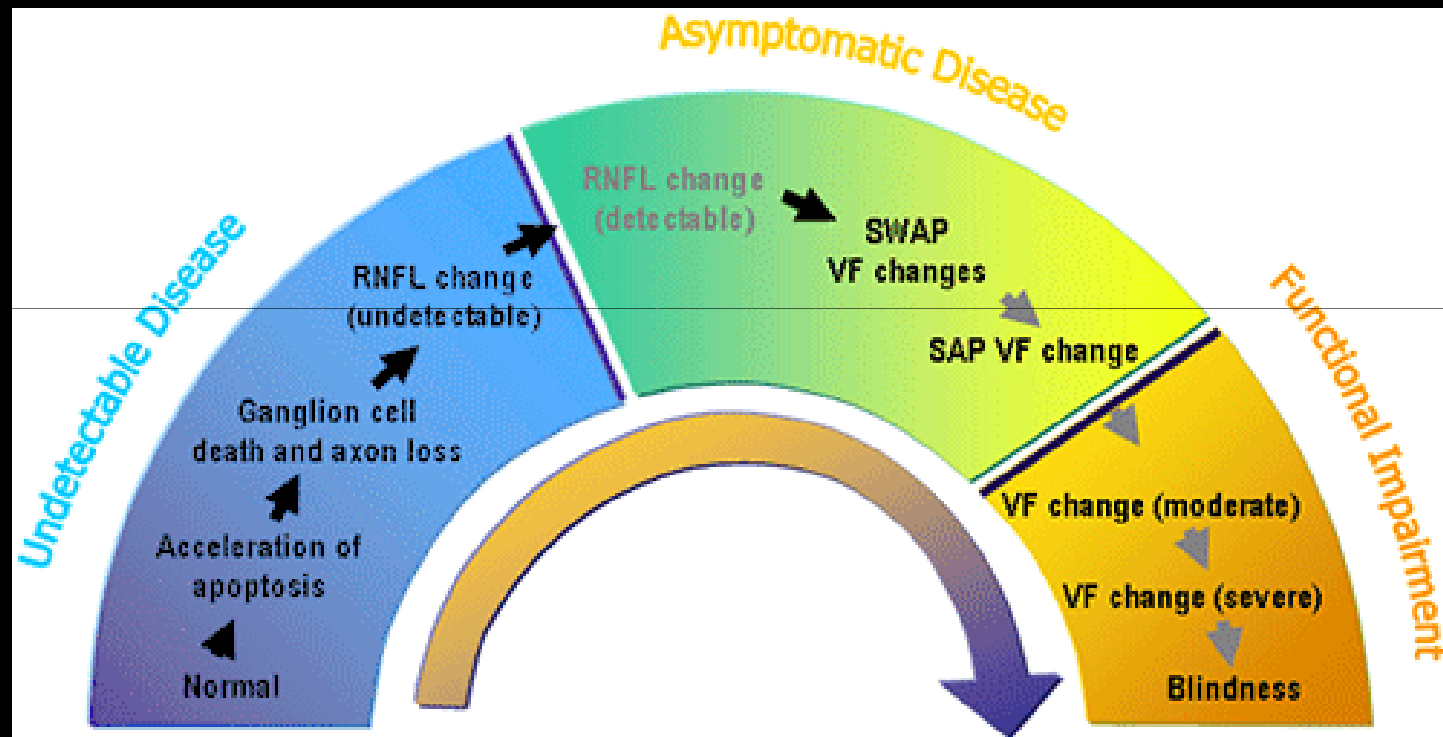 Asymptomatic Disease
Undetectable Disease
Functional Impairment
Normal
Acceleration of
apoptosis
Ganglion cell
death and axon loss
RNFL change
(undetectable)
RNFL change
(detectable)
SWAP
VF changes
SAP VF change
VF change (moderate)
VF change (severe)
Blindness